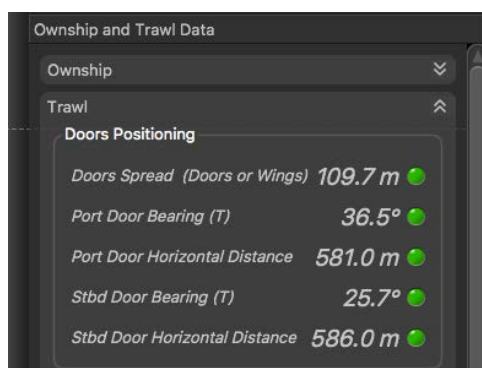 Ownship and Trawl Data
Ownship
Trawl
Doors Positioning
Doors Spread (Doors or Wings) 109.7 m
Port Door Bearing (T) 36.5°
Port Door Horizontal Distance 581.0 m
Stbd Door Bearing (T) 25.7°
Stbd Door Horizontal Distance 586.0 m